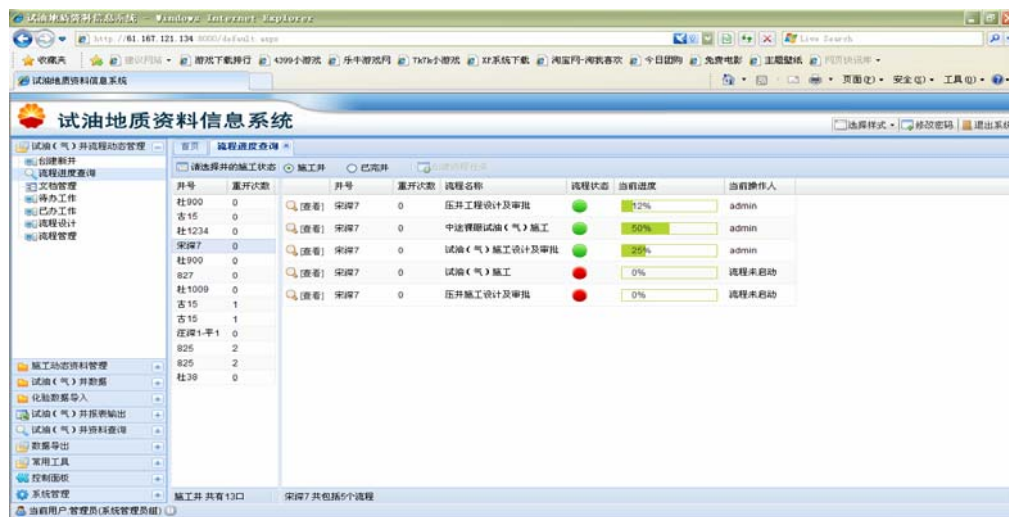 试油地质资料信息系统 - Windows Internet Explorer
http://61.167.121.134:8080/default.aspx
Live Search
收藏夹 建议网站 游戏下载排行 4399小游戏 乐牛游戏网 7k7k小游戏 XP系统下载 淘宝网-淘我喜欢 今日团购 免费电影 主题壁纸
试油地质资料信息系统
页面(P) 安全(S) 工具(O)
试油地质资料信息系统
选择样式 修改密码 退出系统
试油(气)井流程动态管理
创建新井
流程进度查询
文档管理
待办工作
已办工作
流程设计
流程管理
施工动态资料管理
试油(气)井数据
化验数据导入
试油(气)井报表输出
试油(气)井资料查询
数据导出
常用工具
控制面板
系统管理
首页 流程进度查询
请选择井的施工状态 施工井 已完井
井号 重开次数
杜900 0
古15 0
杜1234 0
宋深7 0
杜900 0
827 0
杜1009 0
古15 1
古15 1
庄深1-平1 0
825 2
825 2
杜38 0
井号 重开次数 流程名称 流程状态 当前进度 当前操作人
[查看] 宋深7 0 压井工程设计及审批 12% admin
[查看] 宋深7 0 中途裸眼试油(气)施工 50% admin
[查看] 宋深7 0 试油(气)施工设计及审批 25% admin
[查看] 宋深7 0 试油(气)施工 0% 流程未启动
[查看] 宋深7 0 压井施工设计及审批 0% 流程未启动
施工井 共有13口 宋深7 共包括5个流程
当前用户:管理员(系统管理员组)